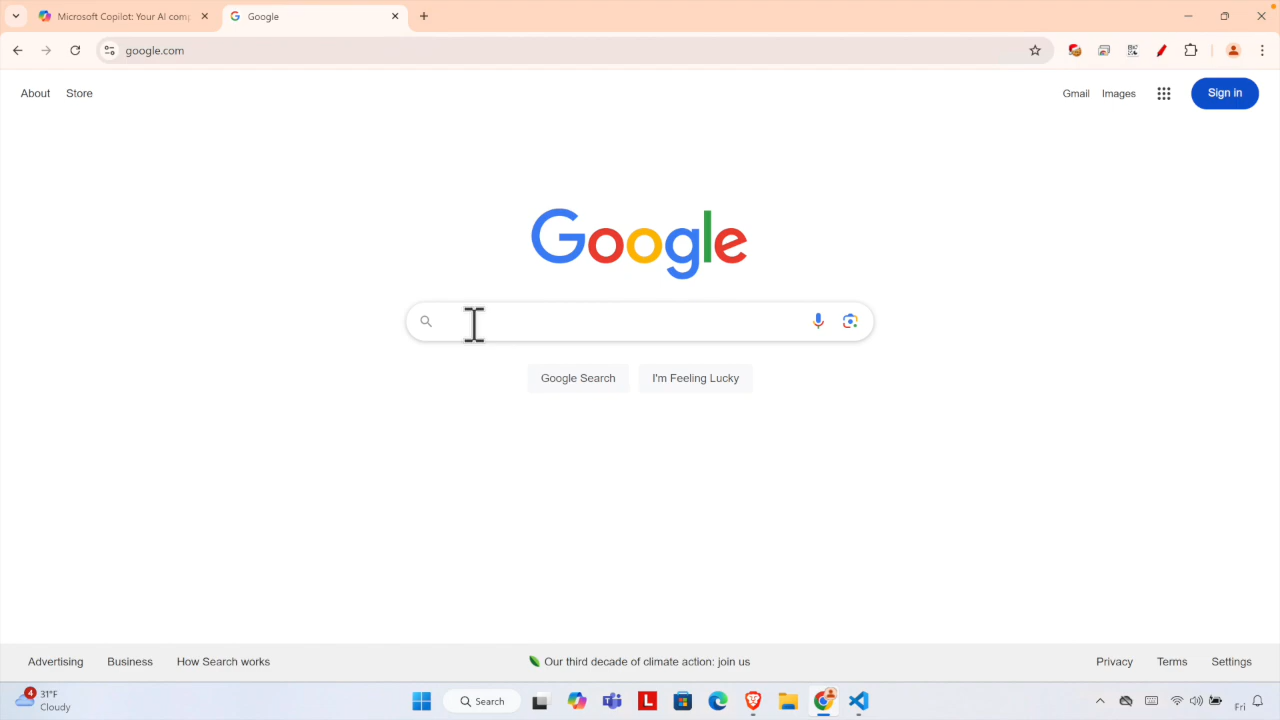 Microsoft Copilot: Your AI comp
Google
google.com
About
Store
Gmail
Images
Sign in
Google
Google Search
I'm Feeling Lucky
Advertising
Business
How Search works
Our third decade of climate action: join us
Privacy
Terms
Settings
4
31°F
Cloudy
Search
L
Fri